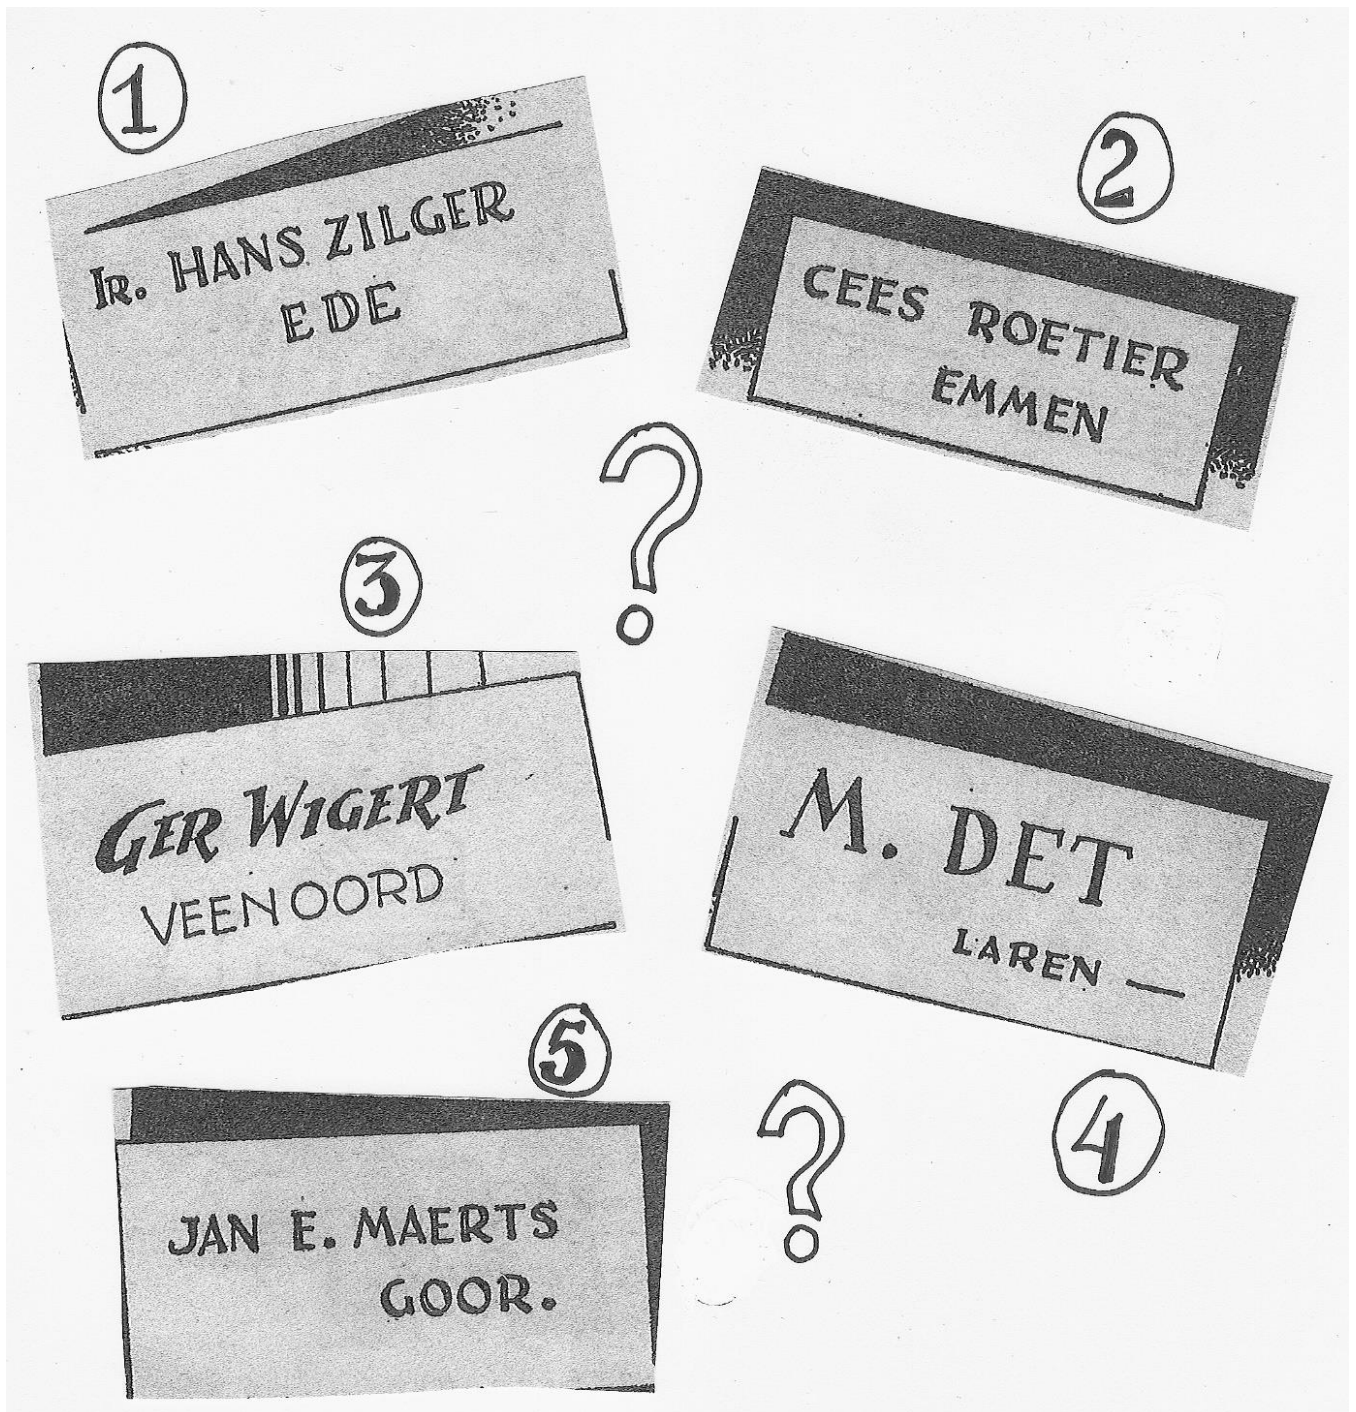 1
IR. HANS ZILGER
EDE
2
CEES ROETIER
EMMEN
?
3
GER WIGERT
VEENOORD
4
M. DET
LAREN —
5
JAN E. MAERTS
GOOR.
?